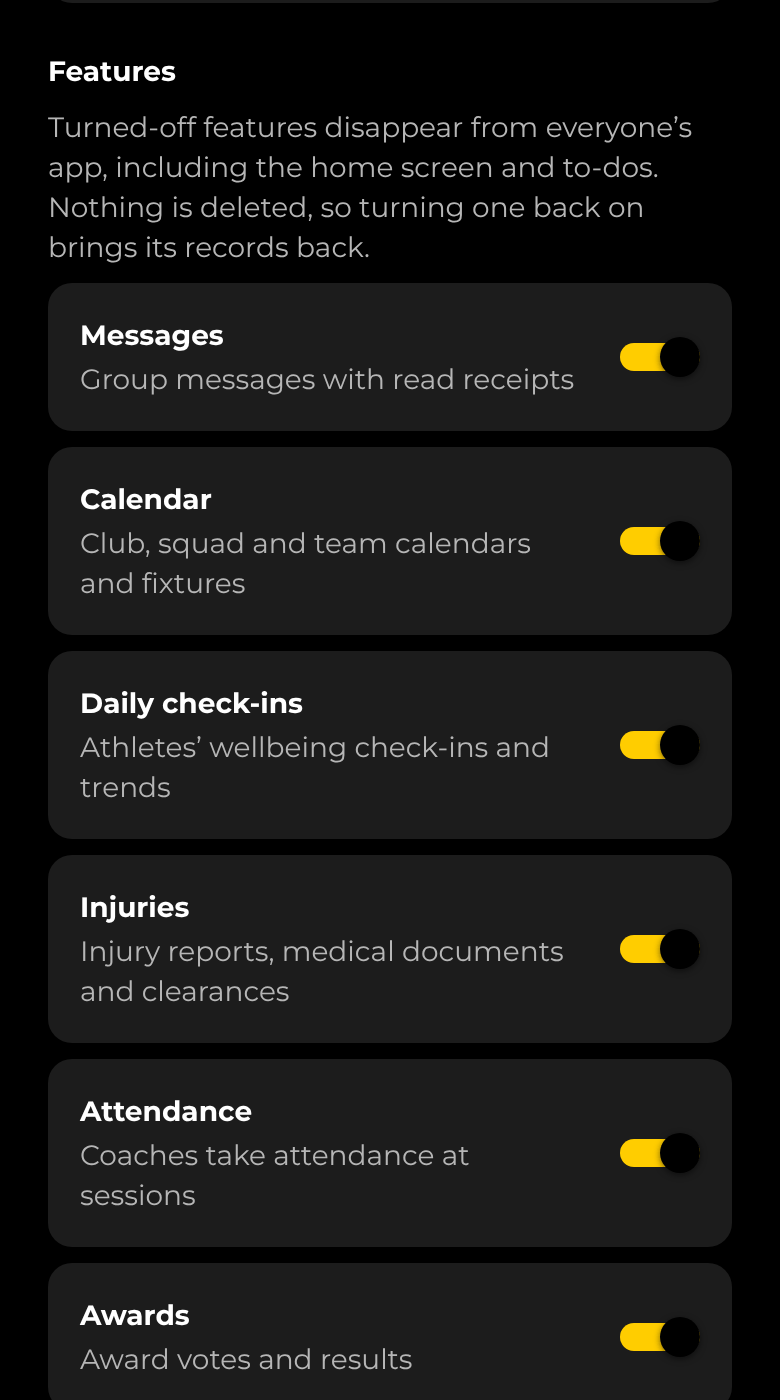 Features
Turned-off features disappear from everyone’s
app, including the home screen and to-dos.
Nothing is deleted, so turning one back on
brings its records back.
Messages
Group messages with read receipts
Calendar
Club, squad and team calendars
and fixtures
Daily check-ins
Athletes’ wellbeing check-ins and
trends
Injuries
Injury reports, medical documents
and clearances
Attendance
Coaches take attendance at
sessions
Awards
Award votes and results